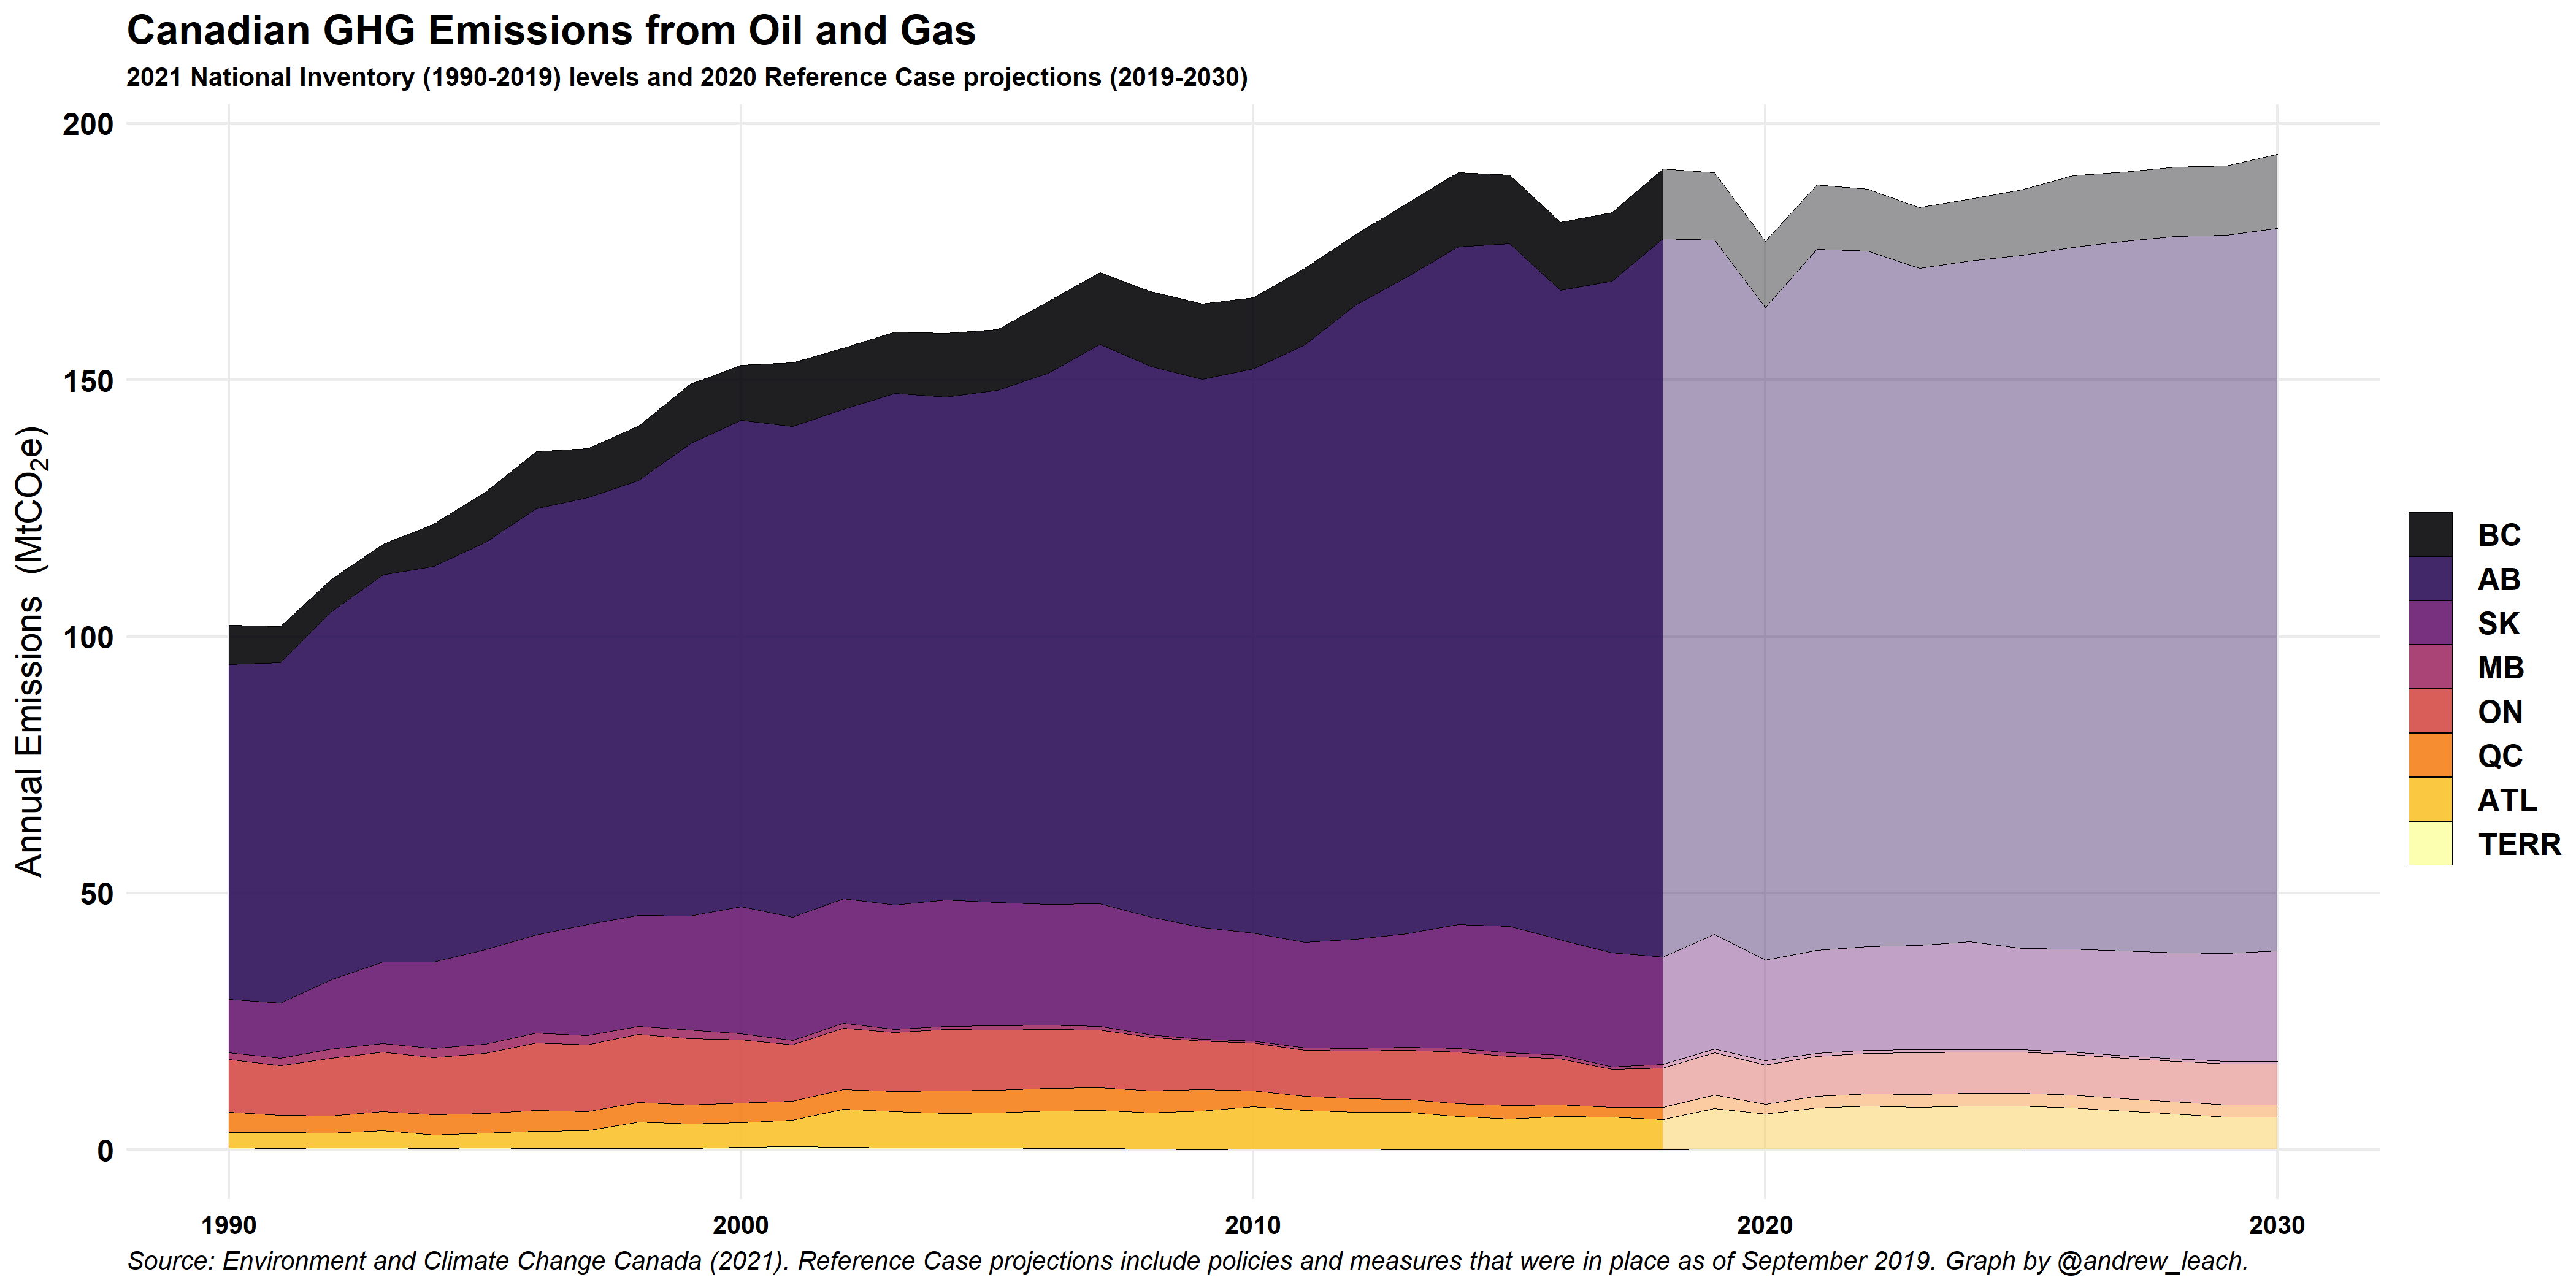 Canadian GHG Emissions from Oil and Gas
2021 National Inventory (1990-2019) levels and 2020 Reference Case projections (2019-2030)
Annual Emissions (MtCO₂e)
200
150
100
50
0
1990
2000
2010
2020
2030
BC
AB
SK
MB
ON
QC
ATL
TERR
Source: Environment and Climate Change Canada (2021). Reference Case projections include policies and measures that were in place as of September 2019. Graph by @andrew_leach.